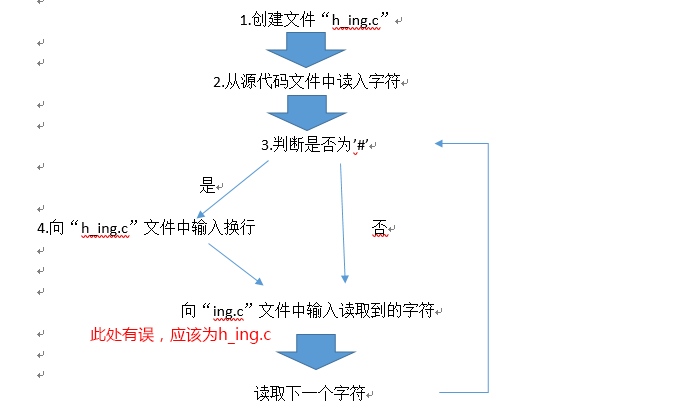 1.创建文件“h_ing.c”
2.从源代码文件中读入字符
3.判断是否为’#’
是
4.向“h_ing.c”文件中输入换行
否
向“ing.c”文件中输入读取到的字符
此处有误，应该为h_ing.c
读取下一个字符